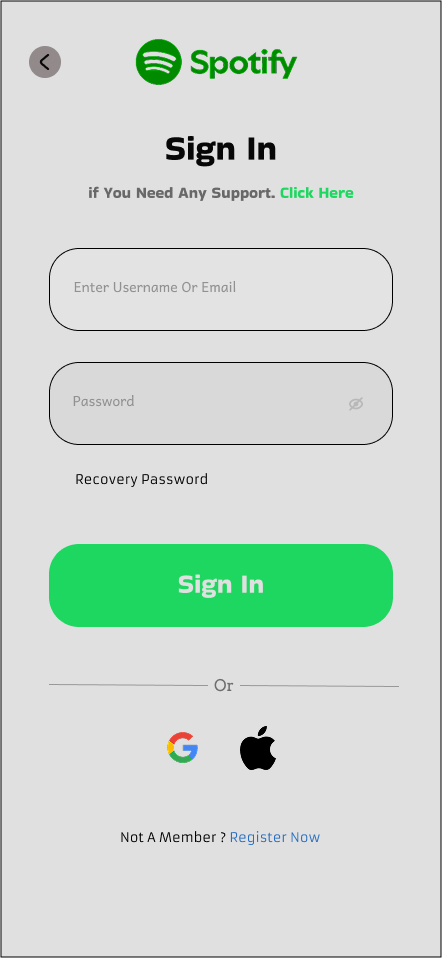 Spotify
Sign In
if You Need Any Support. Click Here
Enter Username Or Email
Password
Recovery Password
Sign In
Or
Not A Member ? Register Now